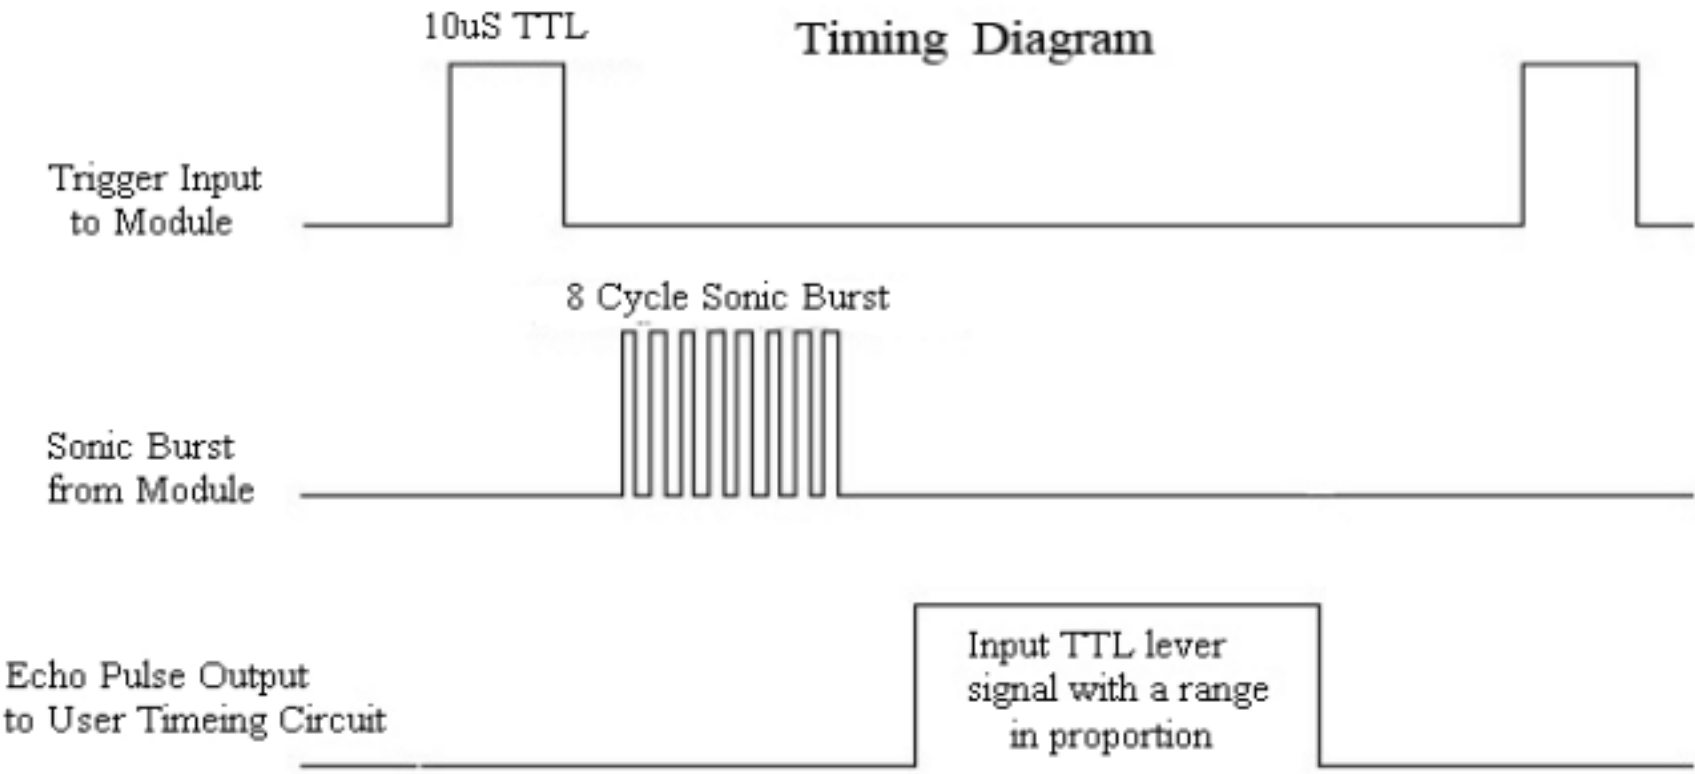 10uS TTL
Timing Diagram
Trigger Input
to Module
8 Cycle Sonic Burst
Sonic Burst
from Module
Input TTL lever
signal with a range
in proportion
Echo Pulse Output
to User Timeing Circuit